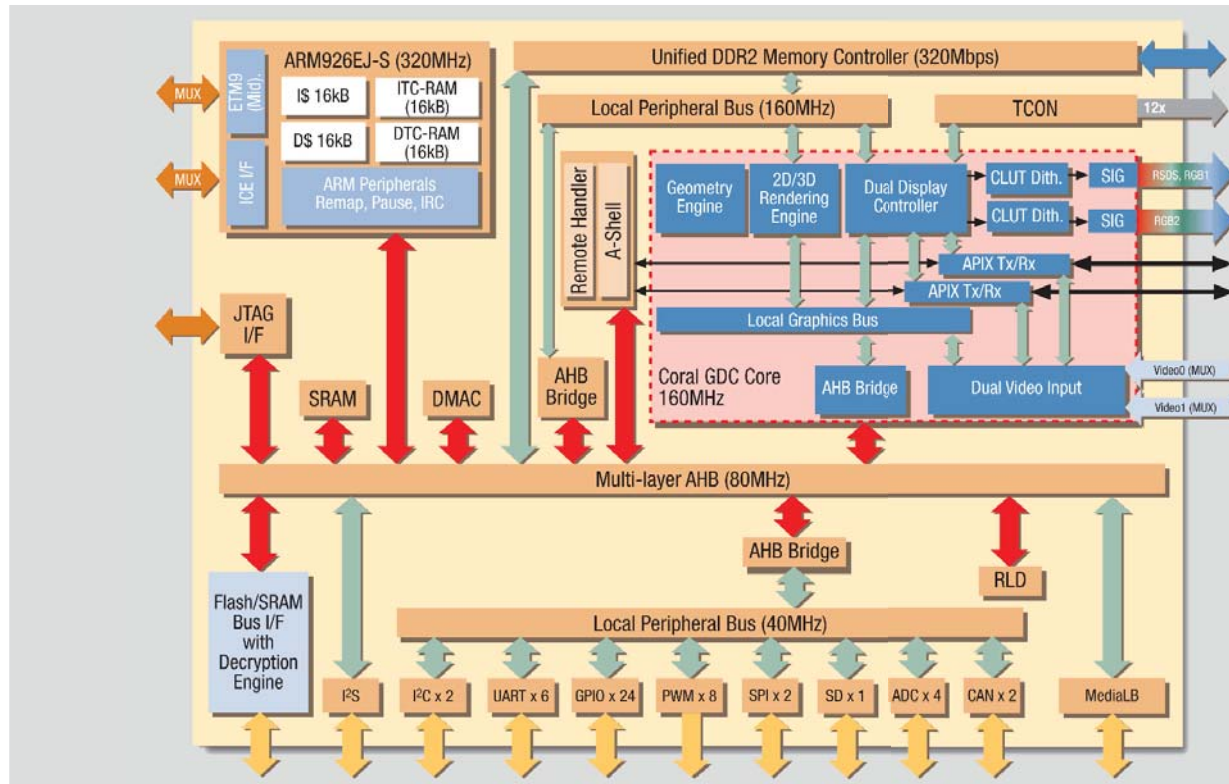 ARM926EJ-S (320MHz)
ETM9
(Mid).
I$ 16kB
ITC-RAM
(16kB)
D$ 16kB
DTC-RAM
(16kB)
ICE I/F
ARM Peripherals
Remap, Pause, IRC
MUX
MUX
Unified DDR2 Memory Controller (320Mbps)
Local Peripheral Bus (160MHz)
TCON
12x
Remote Handler
A-Shell
Geometry
Engine
2D/3D
Rendering
Engine
Dual Display
Controller
CLUT Dith.
SIG
RSDS, RGB1
CLUT Dith.
SIG
RGB2
APIX Tx/Rx
APIX Tx/Rx
Local Graphics Bus
Coral GDC Core
160MHz
AHB Bridge
Dual Video Input
Video0 (MUX)
Video1 (MUX)
JTAG
I/F
SRAM
DMAC
AHB
Bridge
Multi-layer AHB (80MHz)
AHB Bridge
RLD
Flash/SRAM
Bus I/F
with
Decryption
Engine
Local Peripheral Bus (40MHz)
I²S
I²C x 2
UART x 6
GPIO x 24
PWM x 8
SPI x 2
SD x 1
ADC x 4
CAN x 2
MediaLB